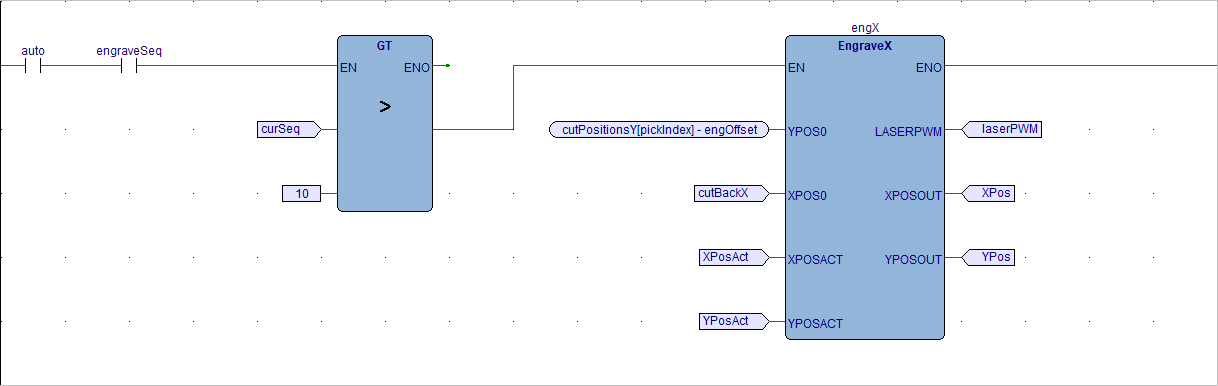 engX
auto
engraveSeq
GT
EngraveX
EN
ENO
EN
ENO
>
curSeq
cutPositionsY[pickIndex] - engOffset
YPOS0
LASERPWM
laserPWM
10
cutBackX
XPOS0
XPOSOUT
XPos
XPosAct
XPOSACT
YPOSOUT
YPos
YPosAct
YPOSACT